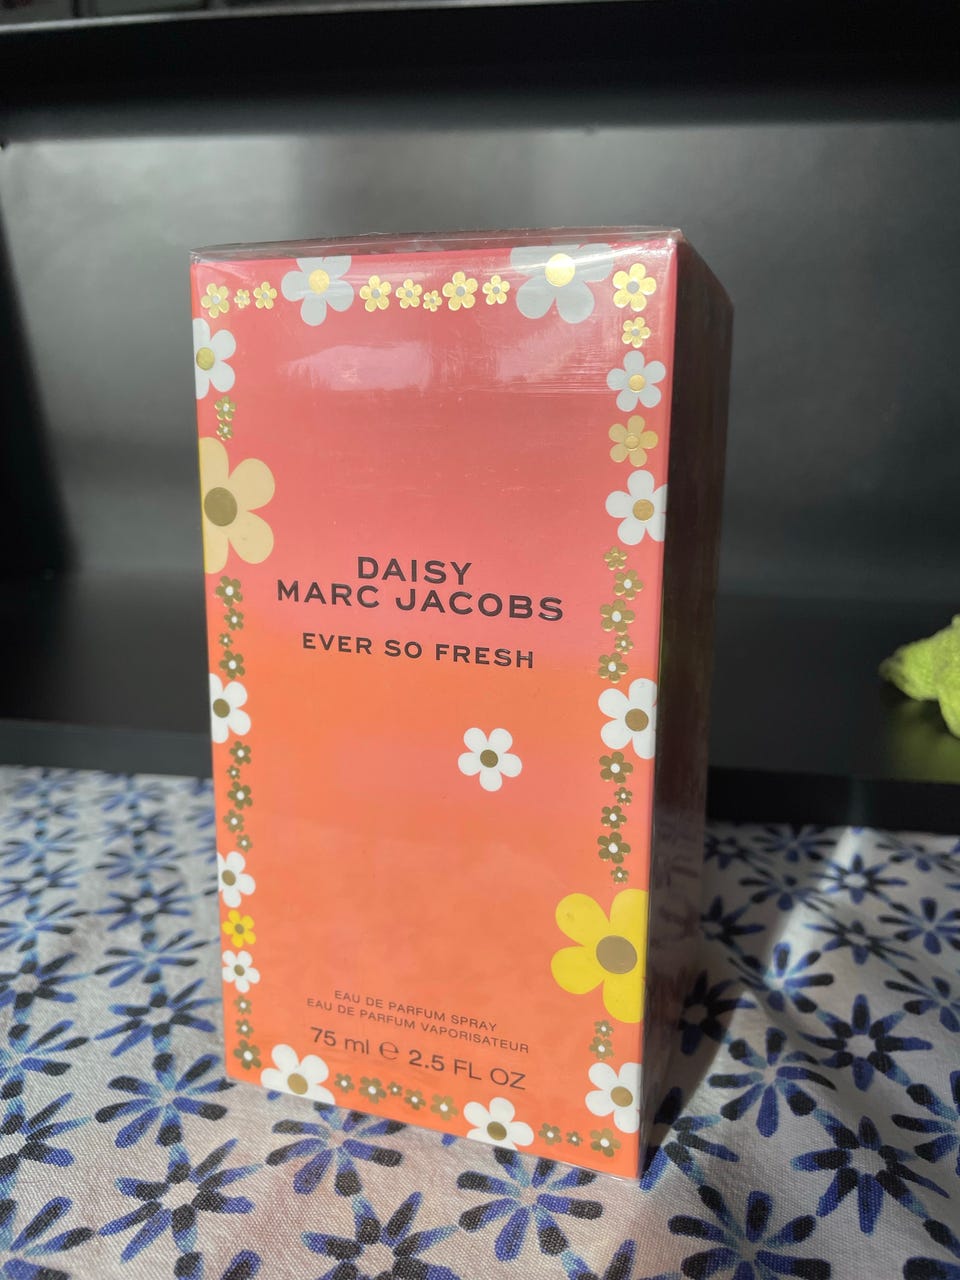 DAISY
MARC JACOBS
EVER SO FRESH
EAU DE PARFUM SPRAY
EAU DE PARFUM VAPORISATEUR
75 ml ℮ 2.5 FL OZ